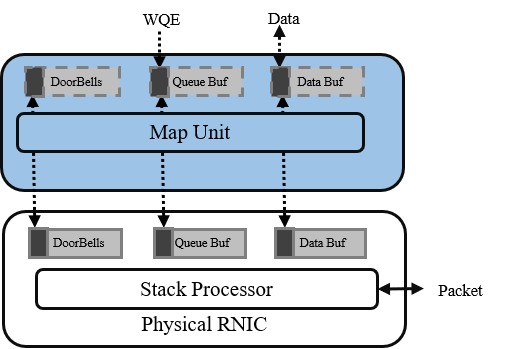 WQE
Data
DoorBells
Queue Buf
Data Buf
Map Unit
DoorBells
Queue Buf
Data Buf
Stack Processor
Packet
Physical RNIC